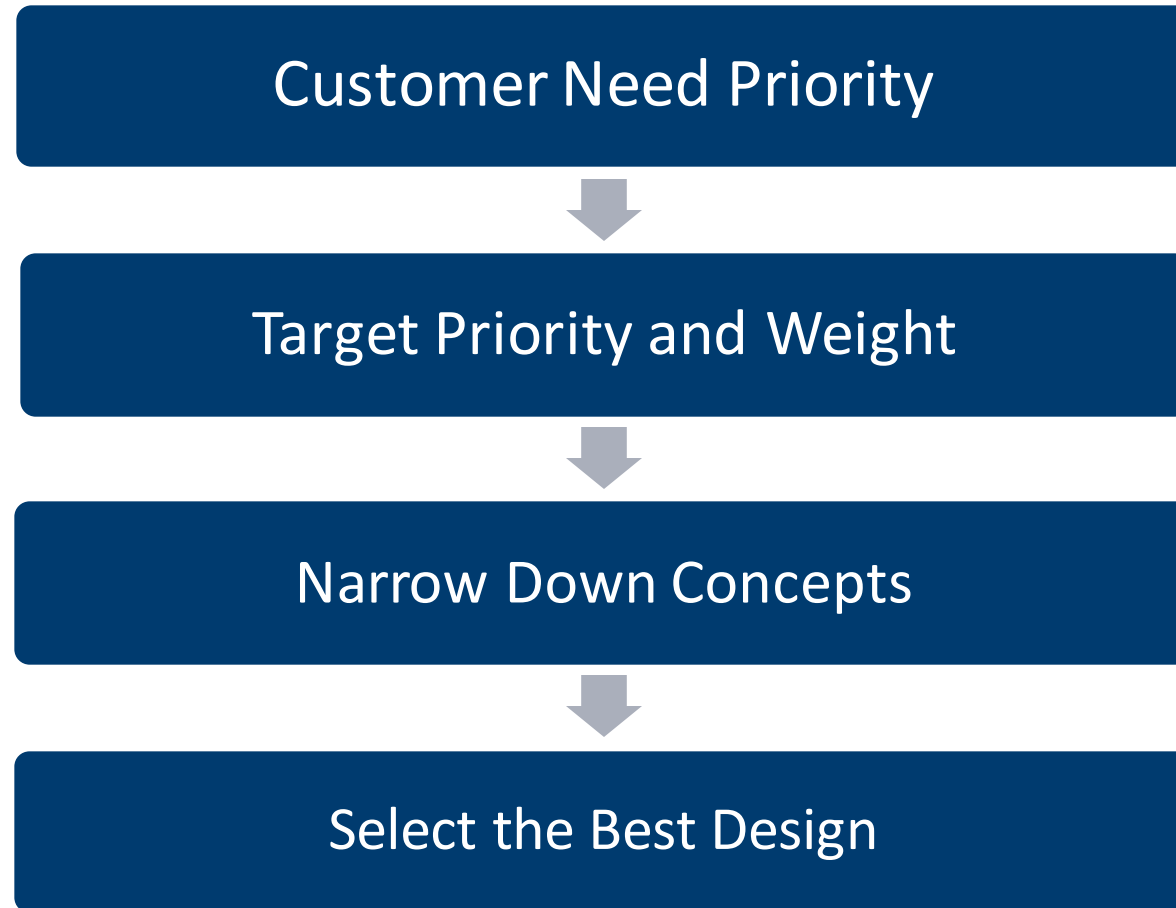 Customer Need Priority
Target Priority and Weight
Narrow Down Concepts
Select the Best Design